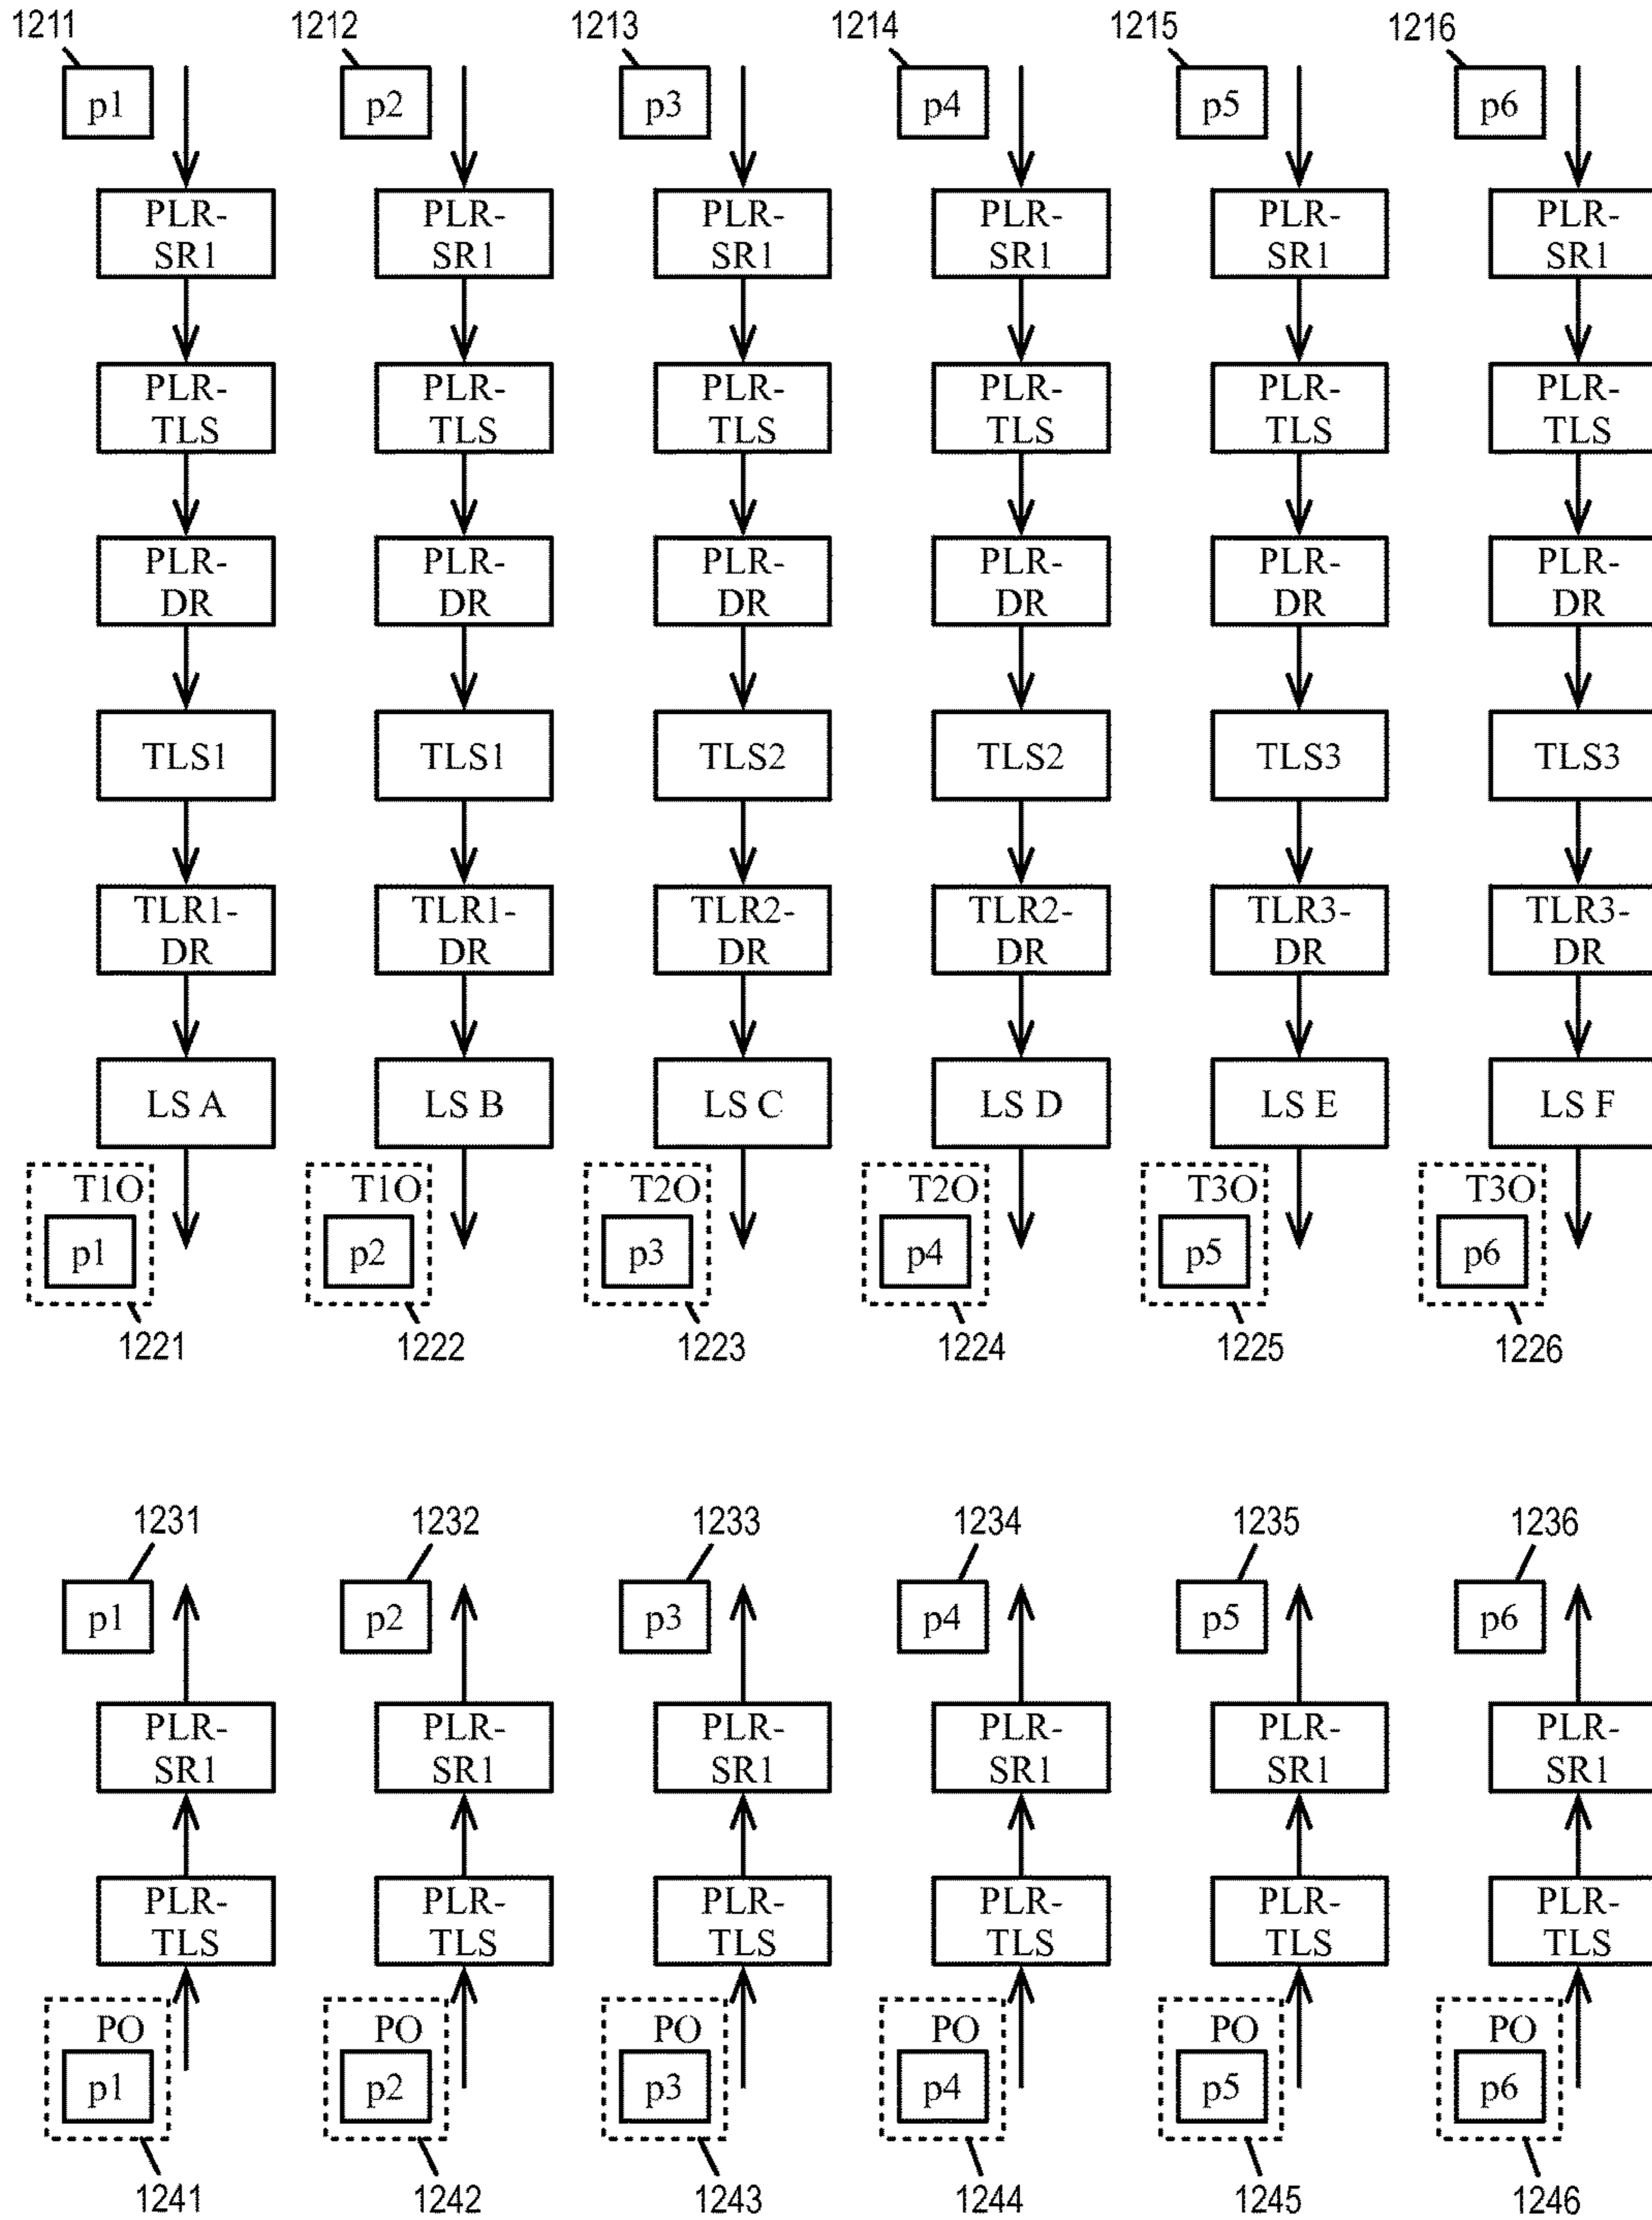 1211 1212 1213 1214 1215 1216
p1 p2 p3 p4 p5 p6
PLR- PLR- PLR- PLR- PLR- PLR-
SR1 SR1 SR1 SR1 SR1 SR1
PLR- PLR- PLR- PLR- PLR- PLR-
TLS TLS TLS TLS TLS TLS
PLR- PLR- PLR- PLR- PLR- PLR-
DR DR DR DR DR DR
TLS1 TLS1 TLS2 TLS2 TLS3 TLS3
TLR1- TLR1- TLR2- TLR2- TLR3- TLR3-
DR DR DR DR DR DR
LS A LS B LS C LS D LS E LS F
T1O T1O T2O T2O T3O T3O
p1 p2 p3 p4 p5 p6
1221 1222 1223 1224 1225 1226
1231 1232 1233 1234 1235 1236
p1 p2 p3 p4 p5 p6
PLR- PLR- PLR- PLR- PLR- PLR-
SR1 SR1 SR1 SR1 SR1 SR1
PLR- PLR- PLR- PLR- PLR- PLR-
TLS TLS TLS TLS TLS TLS
PO PO PO PO PO PO
p1 p2 p3 p4 p5 p6
1241 1242 1243 1244 1245 1246